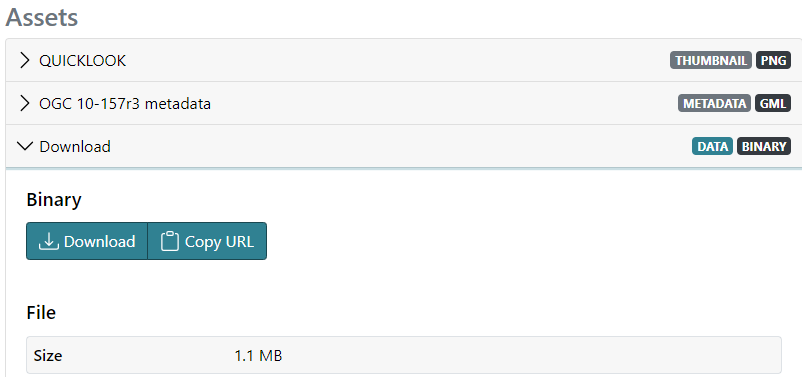 Assets
QUICKLOOK THUMBNAIL PNG
OGC 10-157r3 metadata METADATA GML
Download DATA BINARY
Binary
Download Copy URL
File
Size 1.1 MB